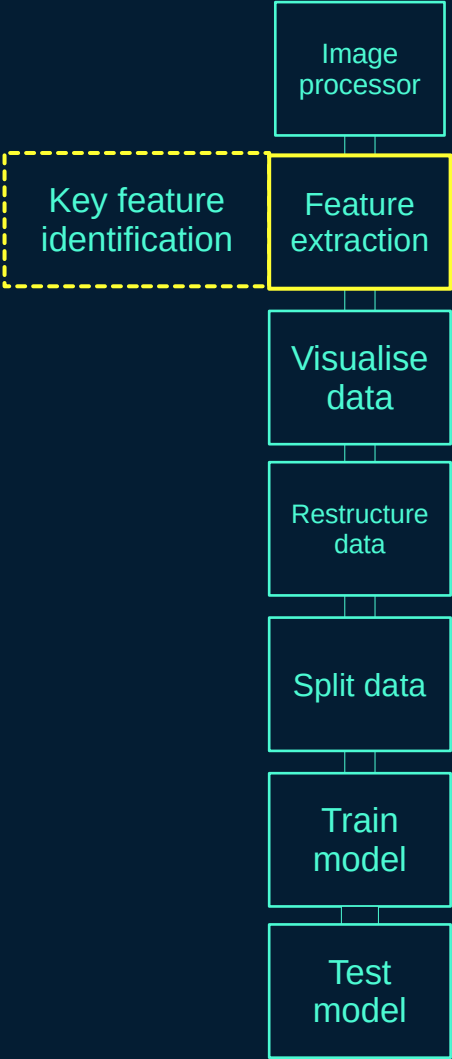 Image
processor
Key feature
identification
Feature
extraction
Visualise
data
Restructure
data
Split data
Train
model
Test
model